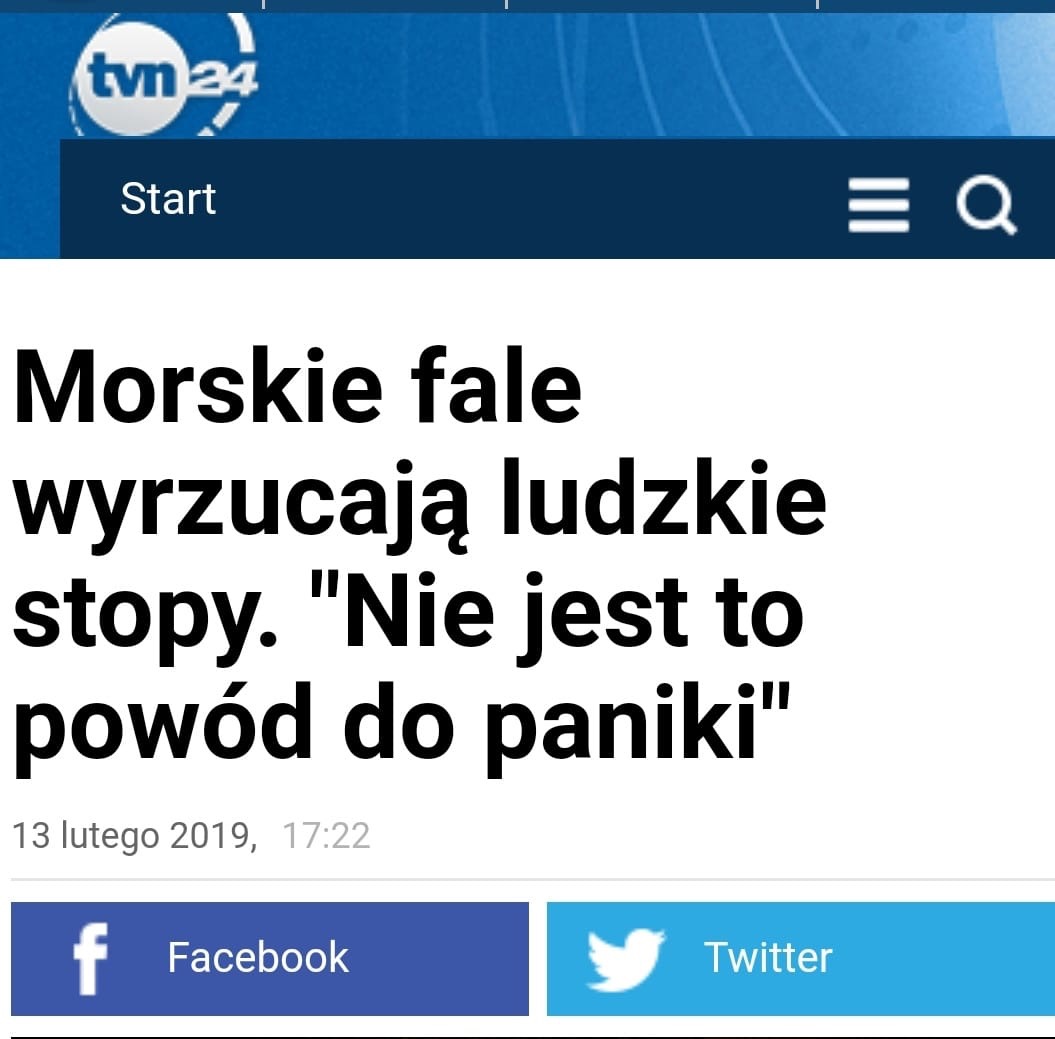 tvn24
Start
Morskie fale
wyrzucają ludzkie
stopy. "Nie jest to
powód do paniki"
13 lutego 2019, 17:22
Facebook
Twitter